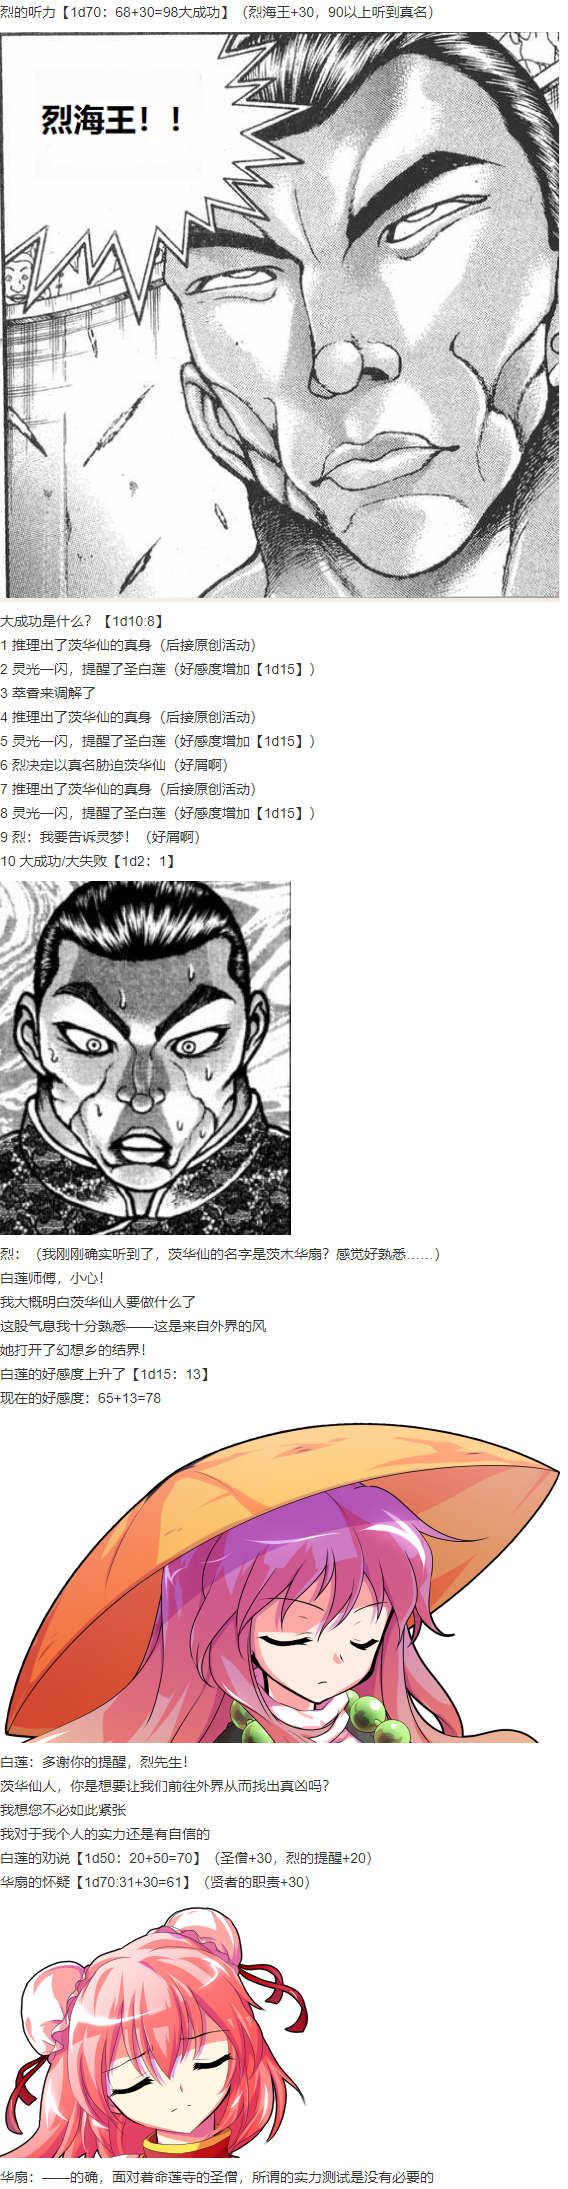 烈的听力【1d70：68+30=98大成功】（烈海王+30，90以上听到真名）
烈海王！！
大成功是什么？【1d10:8】
1 推理出了茨华仙的真身（后接原创活动）
2 灵光一闪，提醒了圣白莲（好感度增加【1d15】）
3 萃香来调解了
4 推理出了茨华仙的真身（后接原创活动）
5 灵光一闪，提醒了圣白莲（好感度增加【1d15】）
6 烈决定以真名胁迫茨华仙（好屑啊）
7 推理出了茨华仙的真身（后接原创活动）
8 灵光一闪，提醒了圣白莲（好感度增加【1d15】）
9 烈：我要告诉灵梦！（好屑啊）
10 大成功/大失败【1d2：1】
烈：（我刚刚确实听到了，茨华仙的名字是茨木华扇？感觉好熟悉……）
白莲师傅，小心！
我大概明白茨华仙人要做什么了
这股气息我十分熟悉——这是来自外界的风
她打开了幻想乡的结界！
白莲的好感度上升了【1d15：13】
现在的好感度：65+13=78
白莲：多谢你的提醒，烈先生！
茨华仙人，你是想要让我们前往外界从而找出真凶吗？
我想您不必如此紧张
我对于我个人的实力还是有自信的
白莲的劝说【1d50：20+50=70】（圣僧+30，烈的提醒+20）
华扇的怀疑【1d70:31+30=61】（贤者的职责+30）
华扇：——的确，面对着命莲寺的圣僧，所谓的实力测试是没有必要的